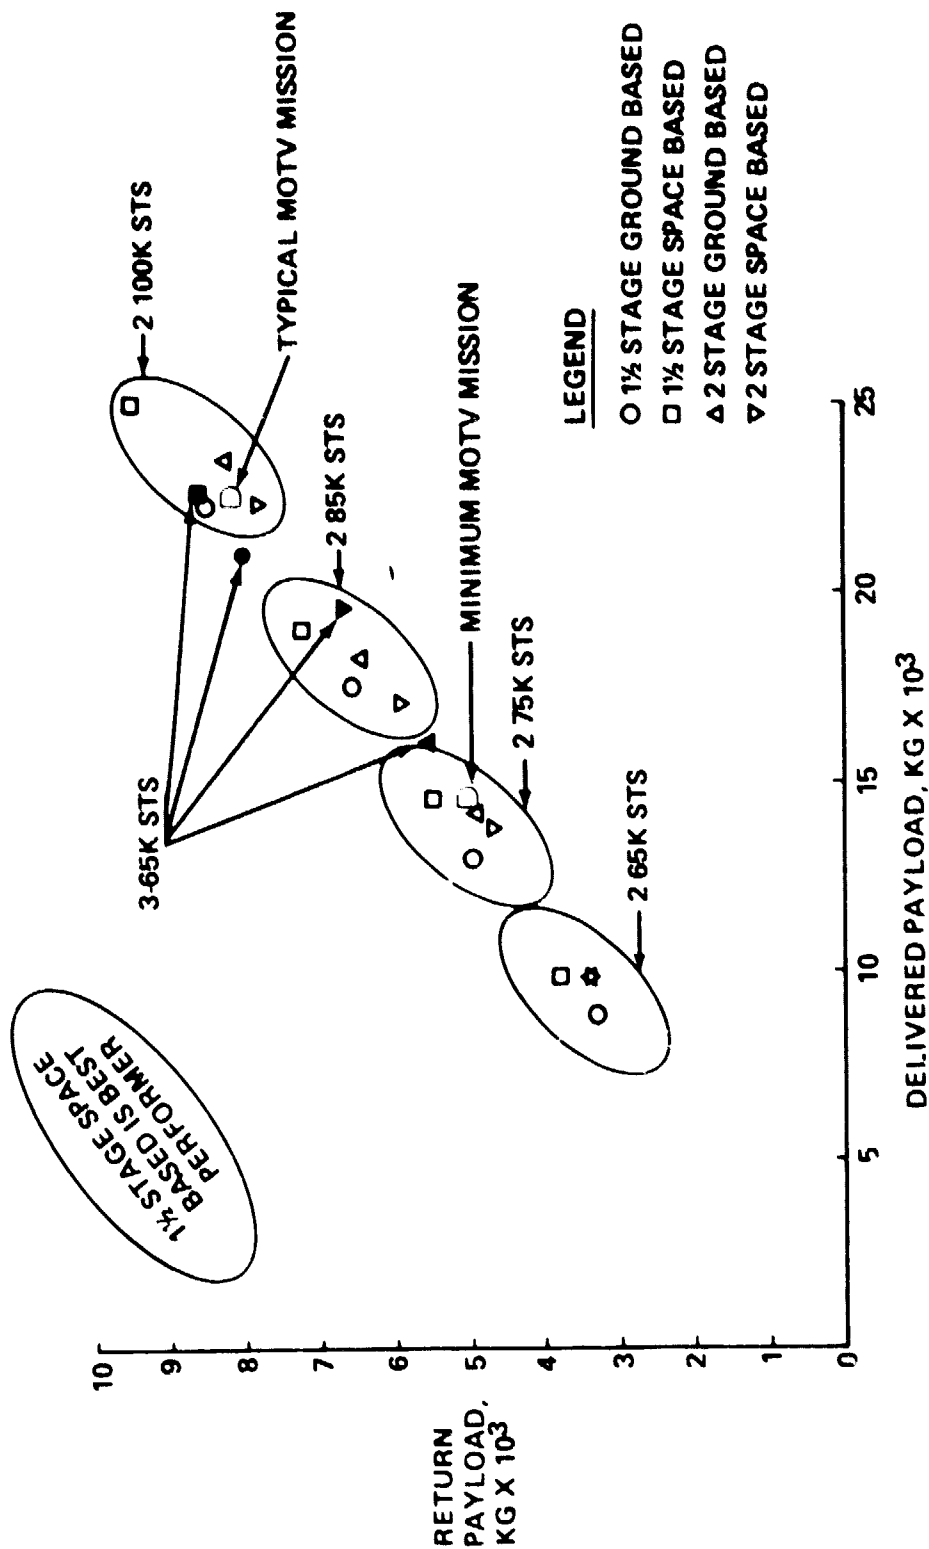 1½ STAGE SPACE
BASED IS BEST
PERFORMER
3-65K STS
2 100K STS
TYPICAL MOTV MISSION
2 85K STS
MINIMUM MOTV MISSION
2 75K STS
2 65K STS
LEGEND
O 1½ STAGE GROUND BASED
□ 1½ STAGE SPACE BASED
△ 2 STAGE GROUND BASED
▽ 2 STAGE SPACE BASED
RETURN
PAYLOAD,
KG X 10³
10
9
8
7
6
5
4
3
2
1
0
5
10
15
20
25
DELIVERED PAYLOAD, KG X 10³